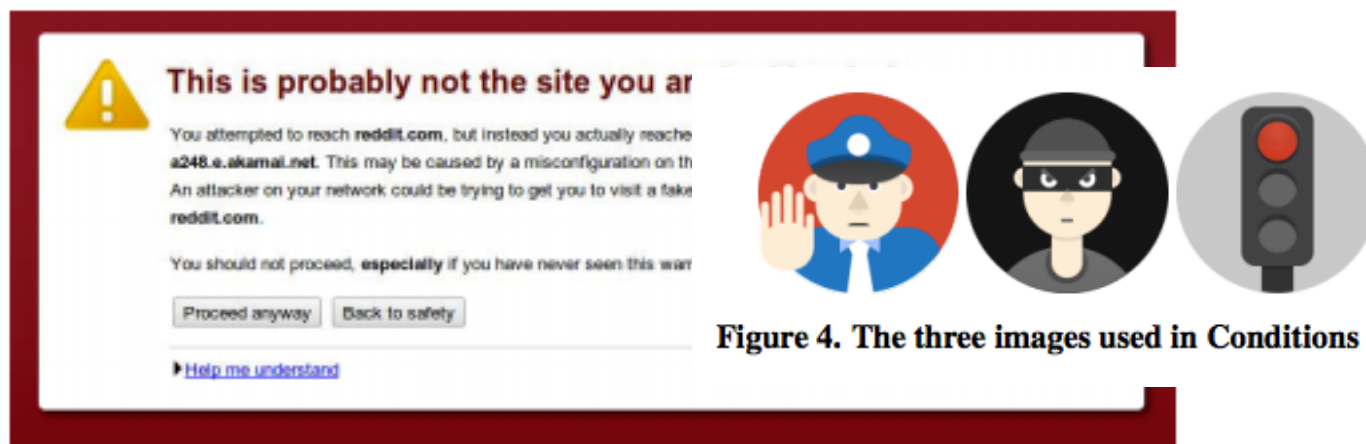 This is probably not the site you ar
You attempted to reach reddit.com, but instead you actually reache
a248.e.akamai.net. This may be caused by a misconfiguration on th
An attacker on your network could be trying to get you to visit a fake
reddit.com.
You should not proceed, especially if you have never seen this warn
Proceed anyway
Back to safety
Help me understand
Figure 4. The three images used in Conditions